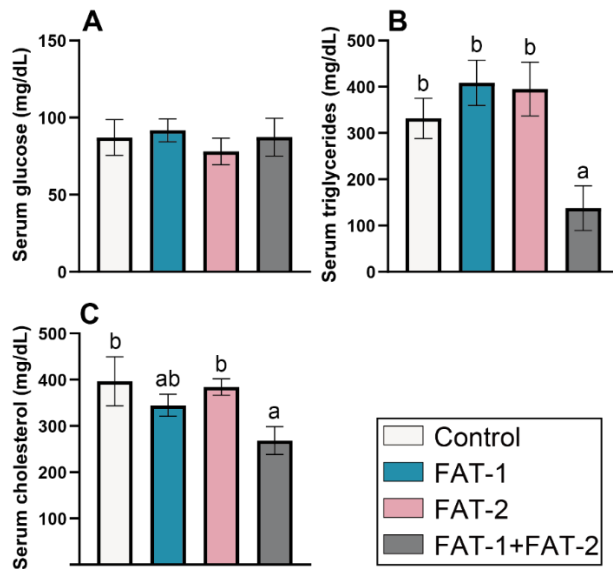 A
Serum glucose (mg/dL)
150
100
50
0
B
Serum triglycerides (mg/dL)
500
400
300
200
100
0
b
b
b
a
C
Serum cholesterol (mg/dL)
500
400
300
200
100
b
ab
b
a
Control
FAT-1
FAT-2
FAT-1+FAT-2